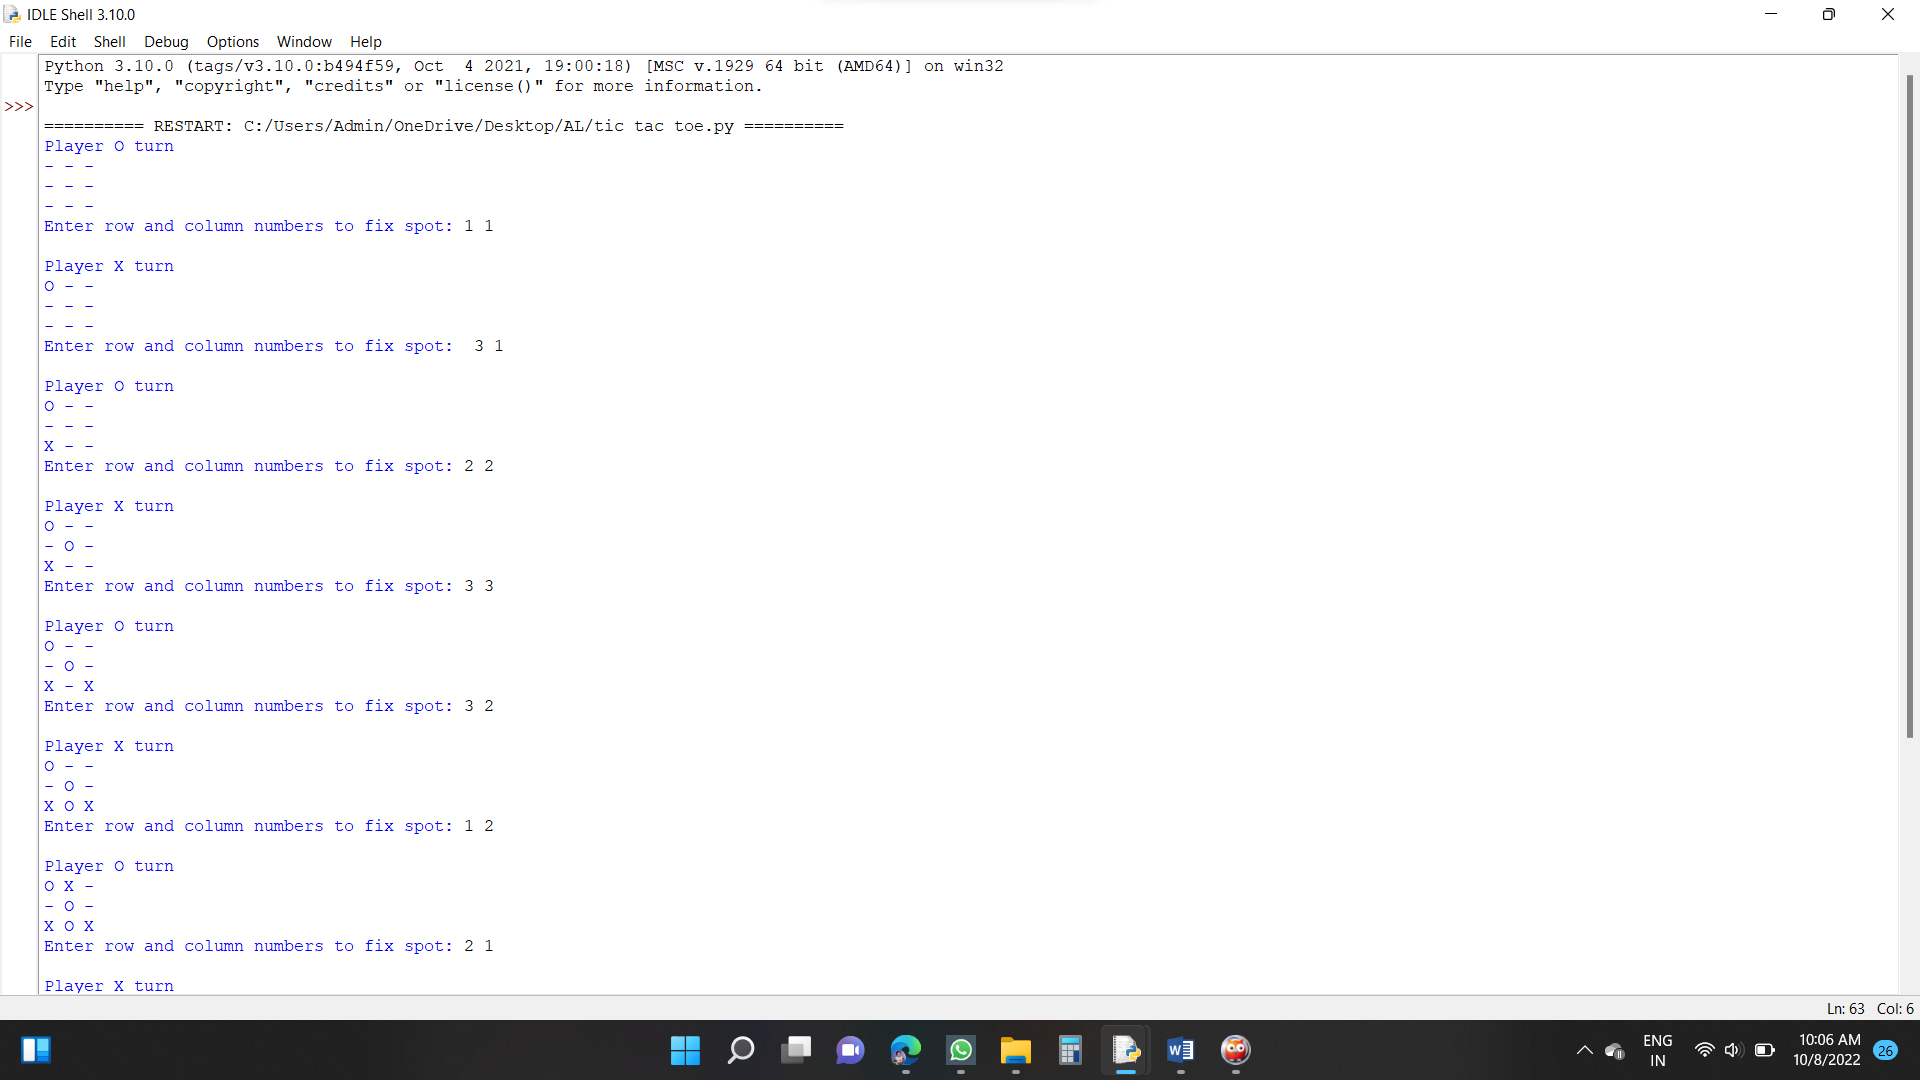 IDLE Shell 3.10.0
File Edit Shell Debug Options Window Help
Python 3.10.0 (tags/v3.10.0:b494f59, Oct  4 2021, 19:00:18) [MSC v.1929 64 bit (AMD64)] on win32
Type "help", "copyright", "credits" or "license()" for more information.
>>>
========== RESTART: C:/Users/Admin/OneDrive/Desktop/AL/tic tac toe.py ==========
Player O turn
- - -
- - -
- - -
Enter row and column numbers to fix spot: 1 1
Player X turn
O - -
- - -
- - -
Enter row and column numbers to fix spot:  3 1
Player O turn
O - -
- - -
X - -
Enter row and column numbers to fix spot: 2 2
Player X turn
O - -
- O -
X - -
Enter row and column numbers to fix spot: 3 3
Player O turn
O - -
- O -
X - X
Enter row and column numbers to fix spot: 3 2
Player X turn
O - -
- O -
X O X
Enter row and column numbers to fix spot: 1 2
Player O turn
O X -
- O -
X O X
Enter row and column numbers to fix spot: 2 1
Player X turn
Ln: 63 Col: 6
W
ENG
IN
10:06 AM
10/8/2022
26